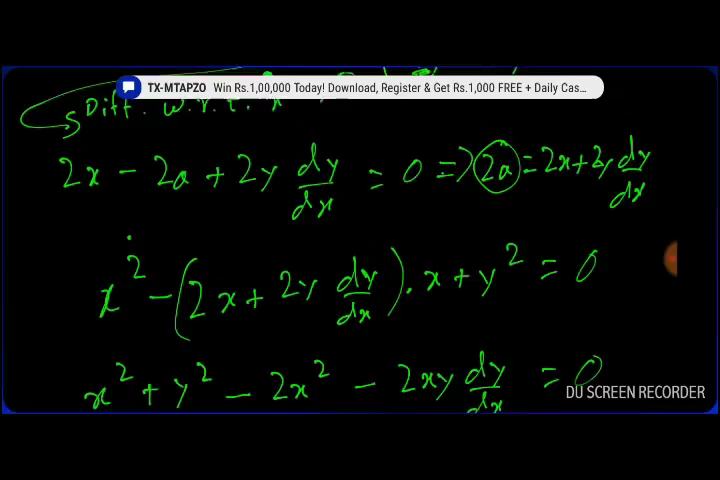 TX-MTAPZO Win Rs.1,00,000 Today! Download, Register & Get Rs.1,000 FREE + Daily Cas...
Diff. w.r.t. x
2x - 2a + 2y dy/dx = 0 => 2a = 2x + 2y dy/dx
x² - (2x + 2y dy/dx) . x + y² = 0
x² + y² - 2x² - 2xy dy/dx = 0
DU SCREEN RECORDER